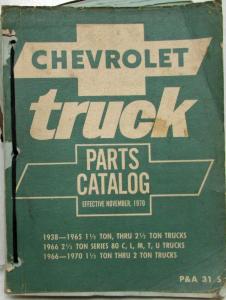 CHEVROLET
truck
PARTS
CATALOG
EFFECTIVE NOVEMBER, 1970
1938—1965 1½ TON, THRU 2½ TON TRUCKS
1966 2½ TON SERIES 80 C, L, M, T, U TRUCKS
1966—1970 1½ TON THRU 2 TON TRUCKS
P&A 31 S